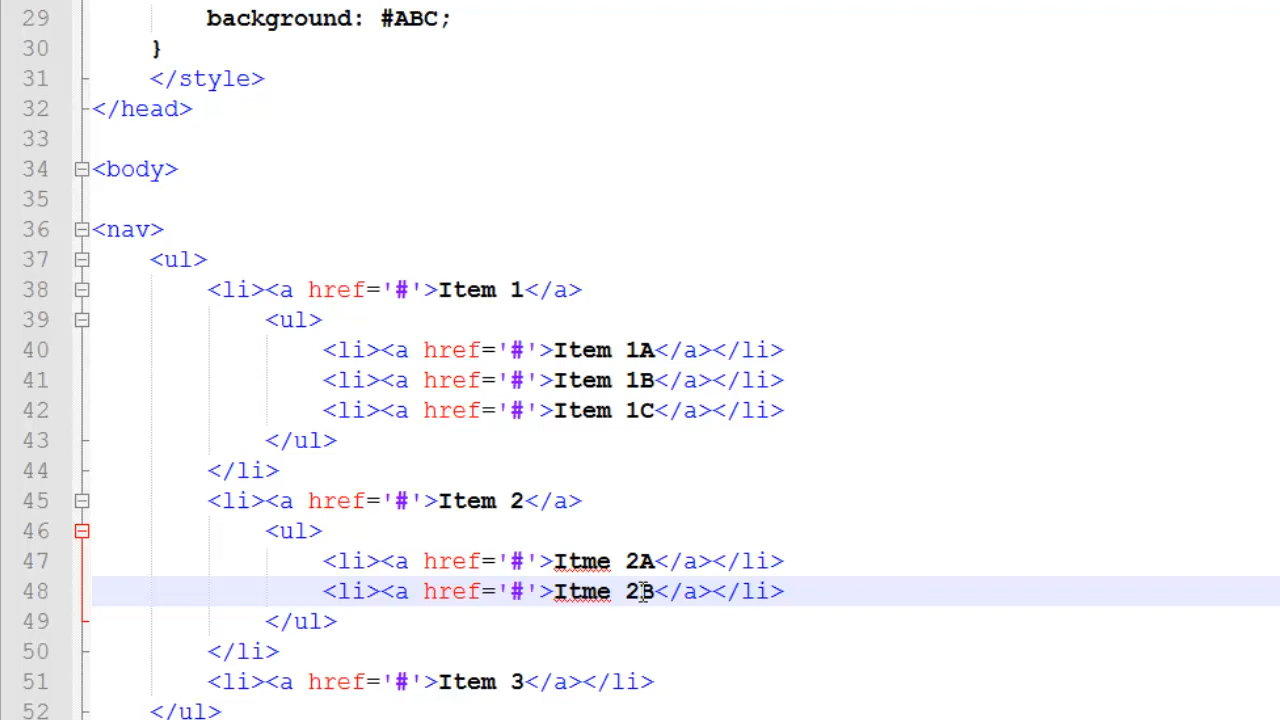 29 background: #ABC;
30 }
31 </style>
32 </head>
33
34 <body>
35
36 <nav>
37 <ul>
38 <li><a href='#'>Item 1</a>
39 <ul>
40 <li><a href='#'>Item 1A</a></li>
41 <li><a href='#'>Item 1B</a></li>
42 <li><a href='#'>Item 1C</a></li>
43 </ul>
44 </li>
45 <li><a href='#'>Item 2</a>
46 <ul>
47 <li><a href='#'>Itme 2A</a></li>
48 <li><a href='#'>Itme 2B</a></li>
49 </ul>
50 </li>
51 <li><a href='#'>Item 3</a></li>
52 </ul>